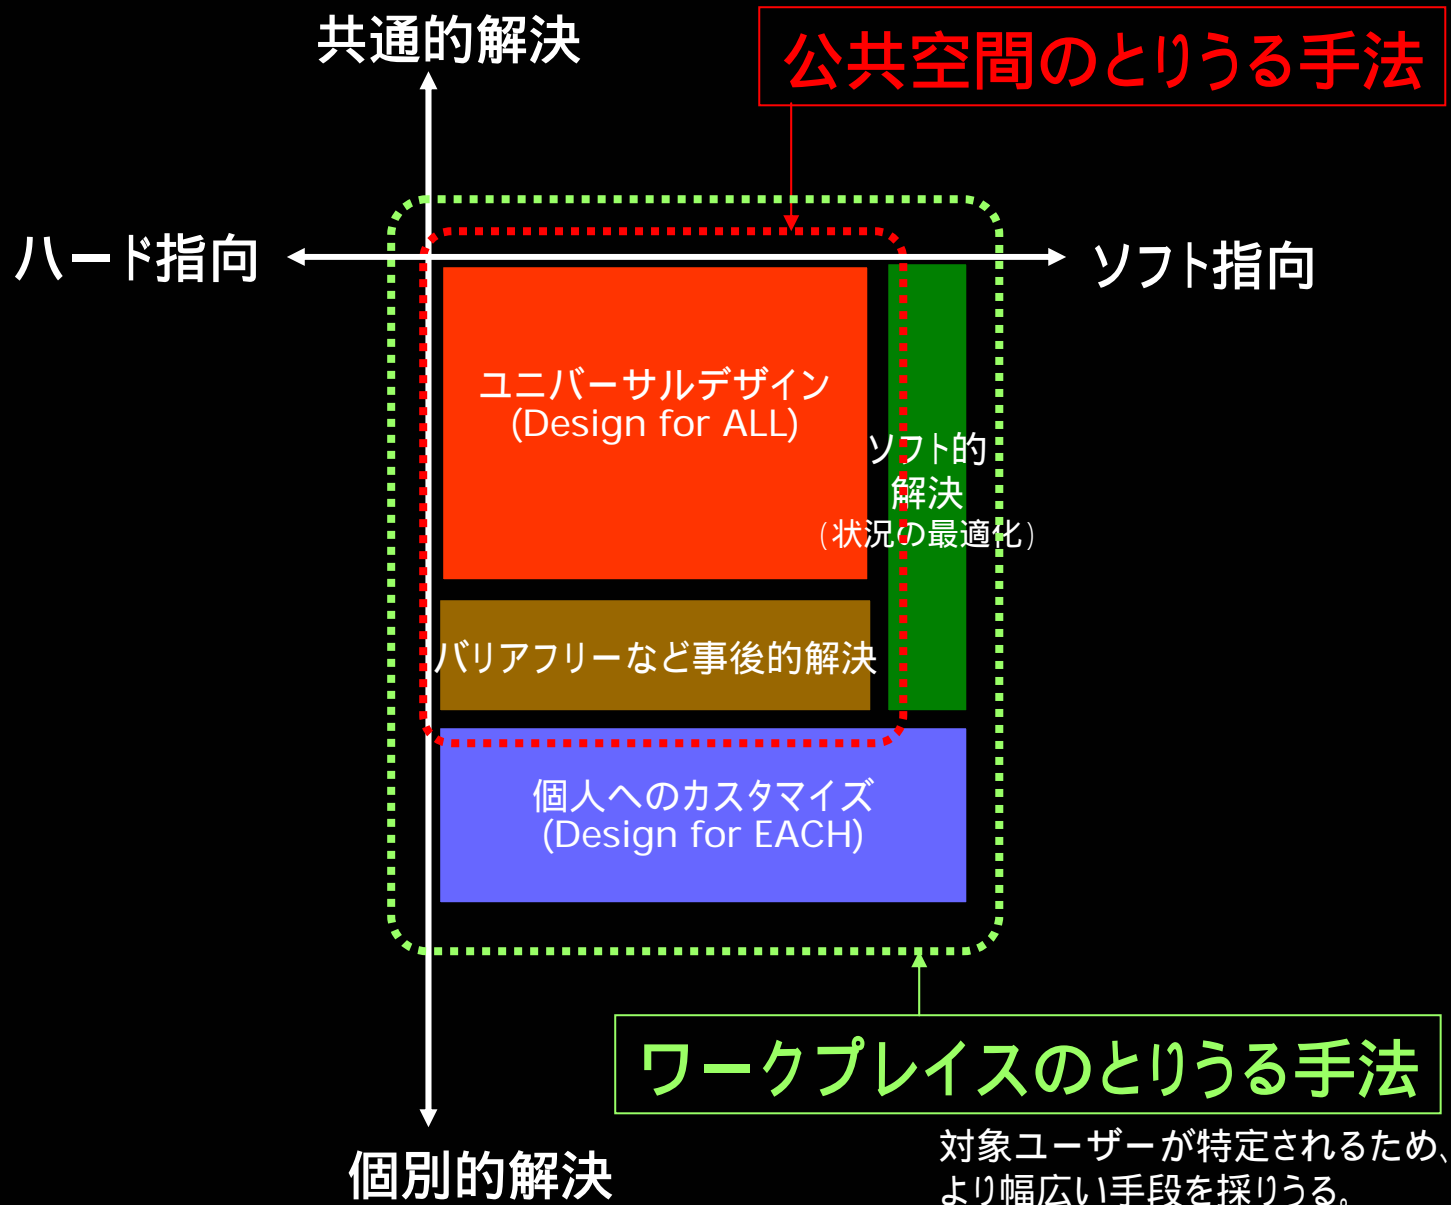 共通的解決
公共空間のとりうる手法
ハード指向
ソフト指向
ユニバーサルデザイン
(Design for ALL)
ソフト的
解決
(状況の最適化)
バリアフリーなど事後的解決
個人へのカスタマイズ
(Design for EACH)
ワークプレイスのとりうる手法
対象ユーザーが特定されるため、
より幅広い手段を採りうる。
個別的解決